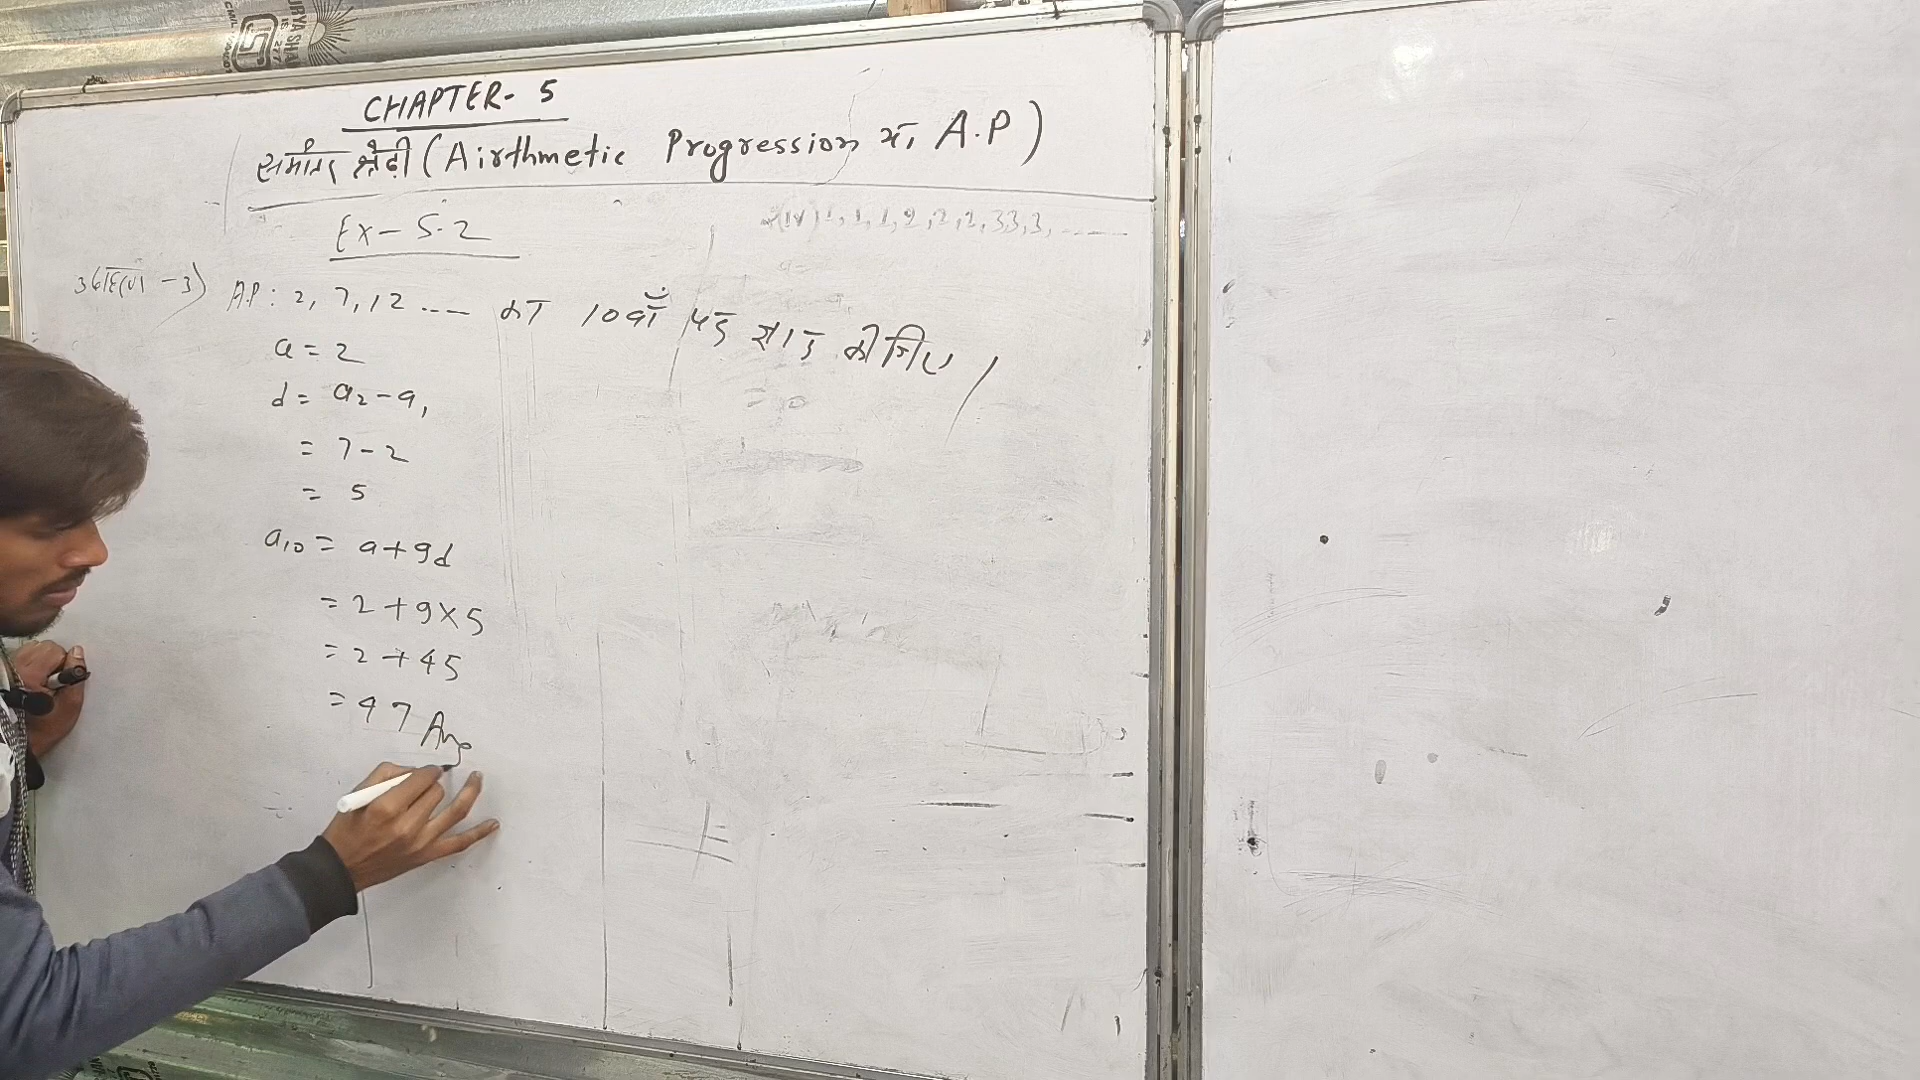 CHAPTER- 5
समांतर श्रेढ़ी (Airthmetic Progression या A.P)
Ex- 5.2
उदाहरण -3) A.P : 2, 7, 12 .... का 10वाँ पद ज्ञात कीजिए /
a = 2
d = a₂-a₁
= 7-2
= 5
a₁₀ = a+9d
= 2 + 9×5
= 2 + 45
= 47 Ans
(iv) 1, 1, 1, 2, 2, 2, 3 3, 3, ......